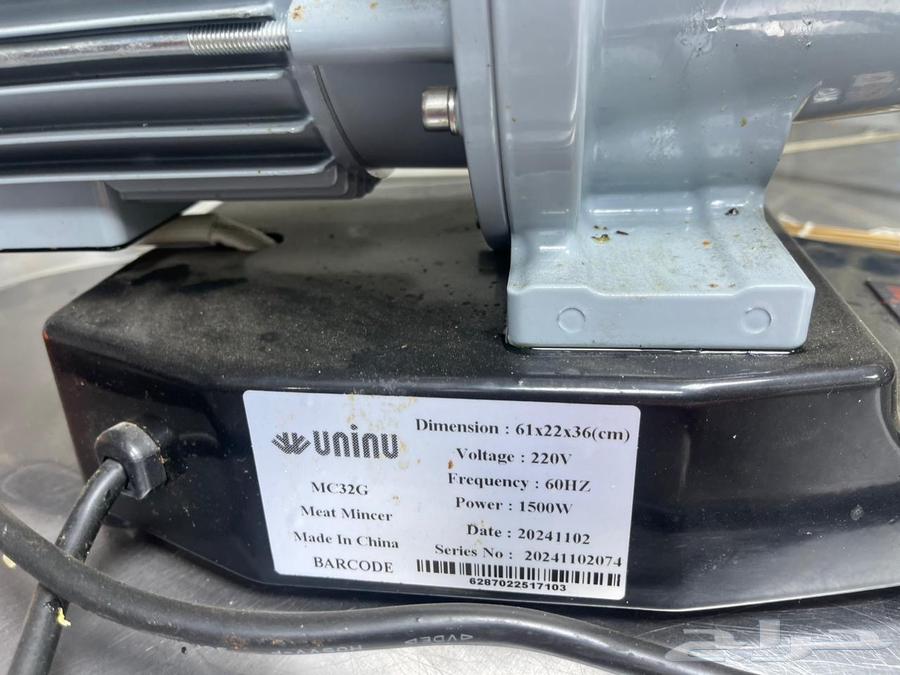 uninu
MC32G
Meat Mincer
Made In China
BARCODE
Dimension : 61x22x36(cm)
Voltage : 220V
Frequency : 60HZ
Power : 1500W
Date : 20241102
Series No : 20241102074
6287022517103
حراج